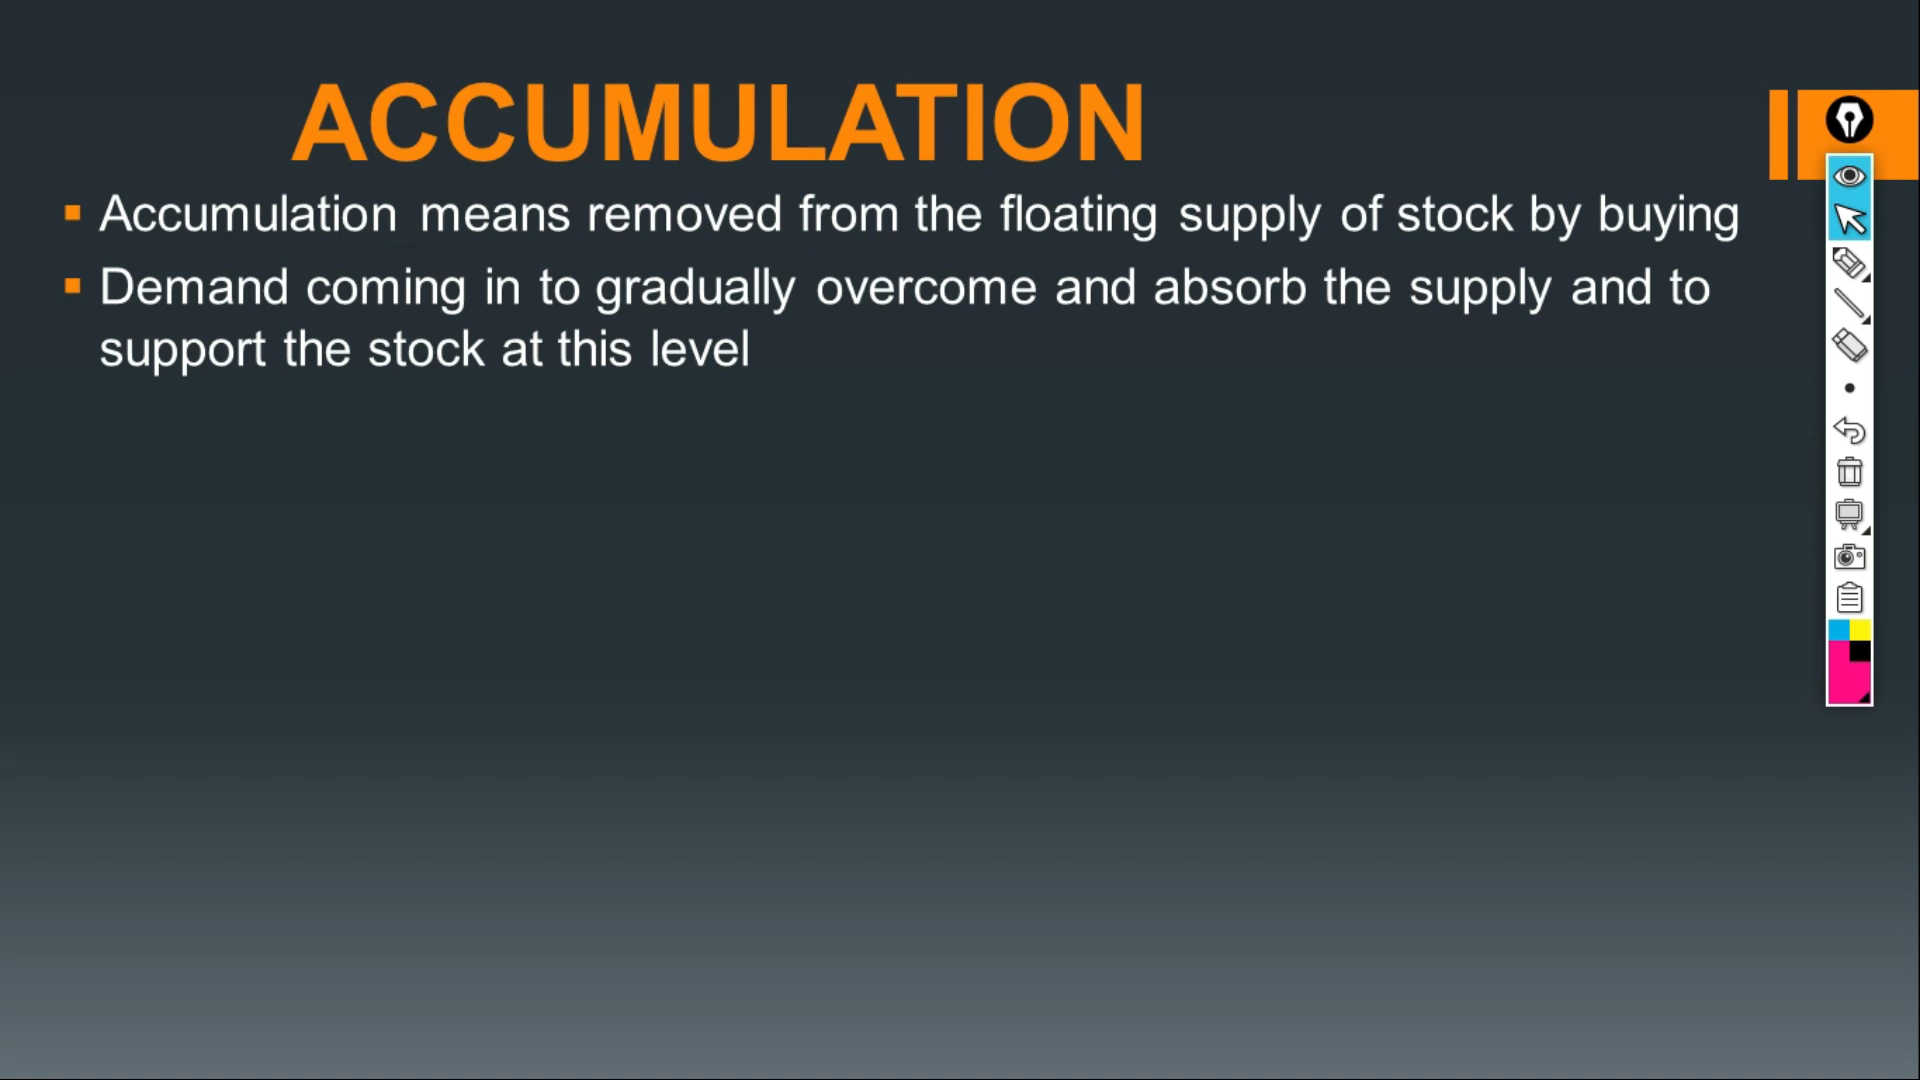 ACCUMULATION
Accumulation means removed from the floating supply of stock by buying
Demand coming in to gradually overcome and absorb the supply and to
support the stock at this level